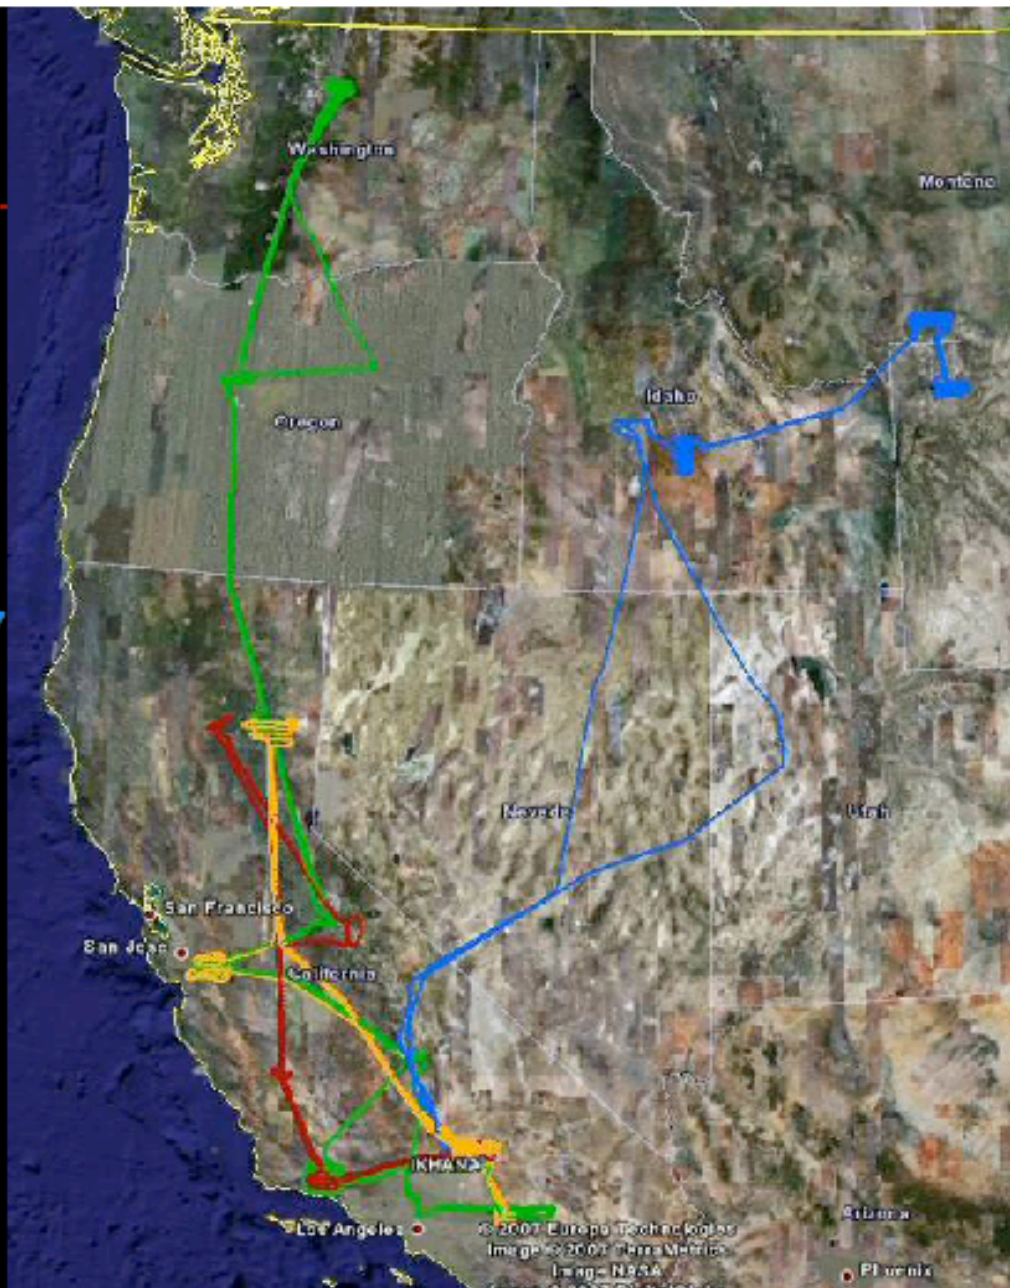 Washington
Montana
Idaho
Oregon
Nevada
Utah
San Francisco
San Jose
California
IKHANA
Arizona
Los Angeles
© 2007 Europa Technologies
Image © 2007 TerraMetrics
Image NASA
Phoenix